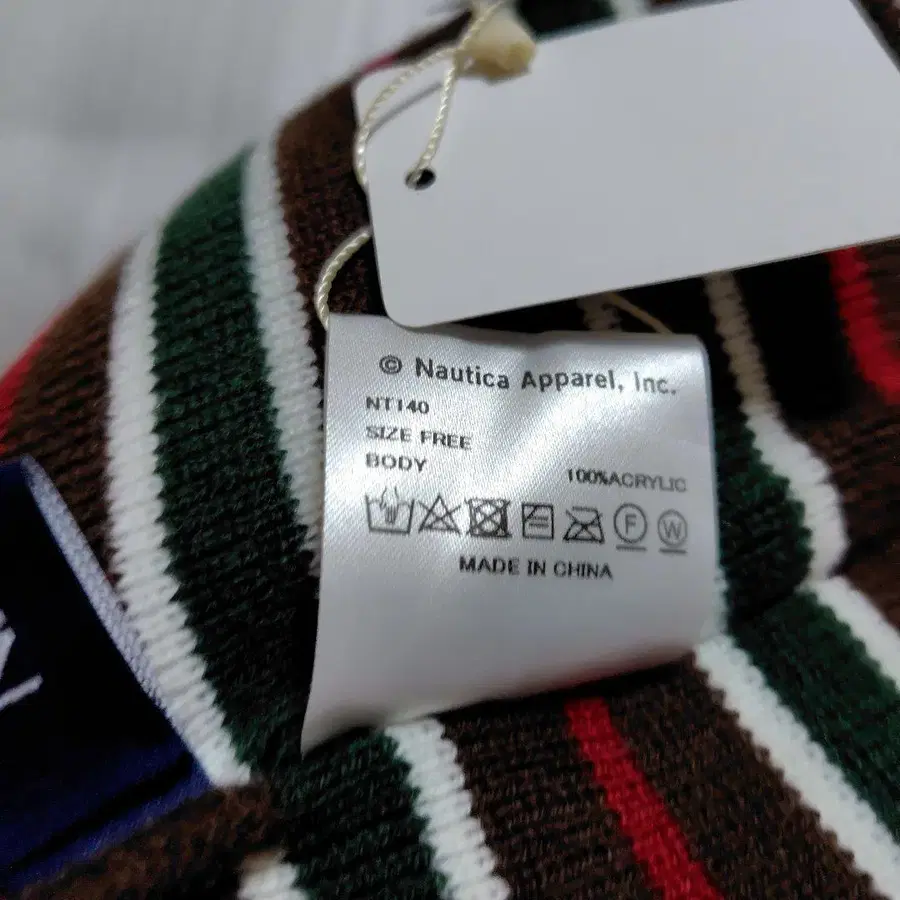 © Nautica Apparel, Inc.
NT140
SIZE FREE
BODY 100%ACRYLIC
F W
MADE IN CHINA